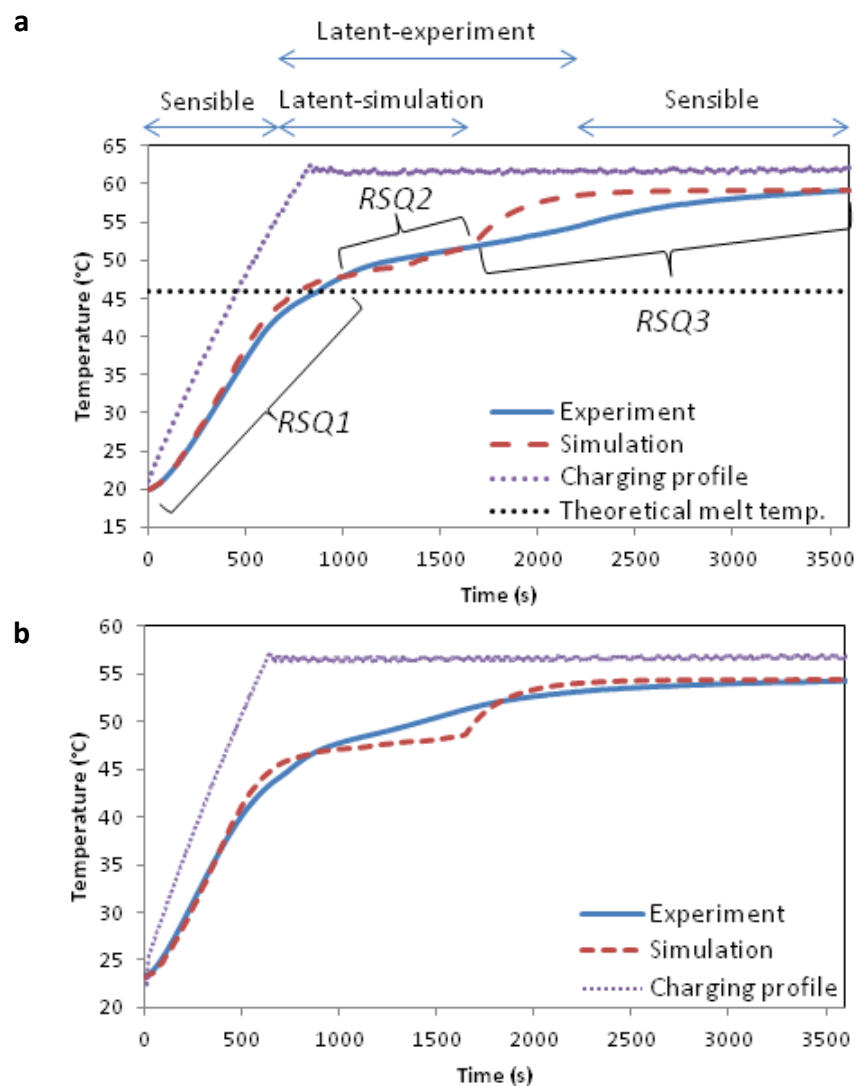 a
Latent-experiment
Sensible
Latent-simulation
Sensible
65
60
55
50
45
40
35
30
25
20
15
Temperature (°C)
RSQ2
RSQ1
RSQ3
Experiment
Simulation
Charging profile
Theoretical melt temp.
0 500 1000 1500 2000 2500 3000 3500
Time (s)
b
60
55
50
45
40
35
30
25
20
Temperature (°C)
Experiment
Simulation
Charging profile
0 500 1000 1500 2000 2500 3000 3500
Time (s)